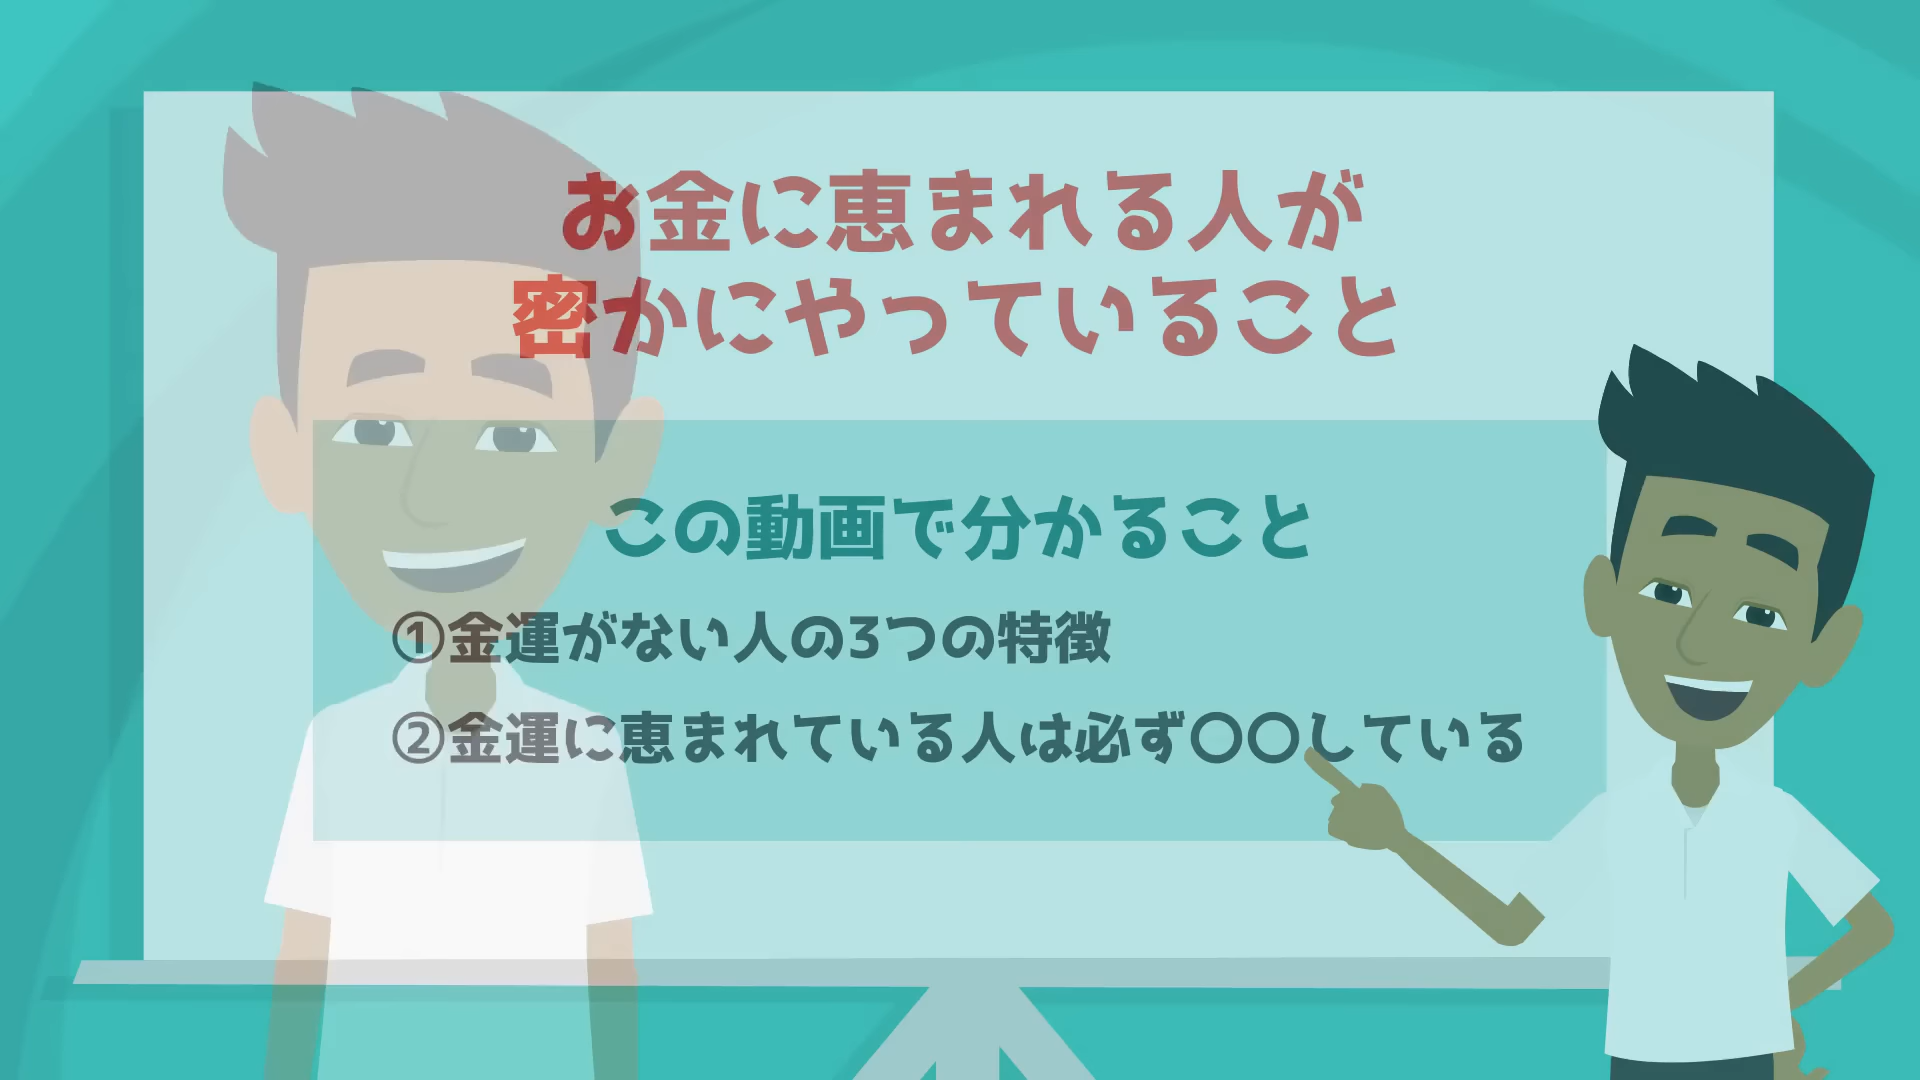 お金に恵まれる人が
密かにやっていること
この動画で分かること
①金運がない人の3つの特徴
②金運に恵まれている人は必ず〇〇している